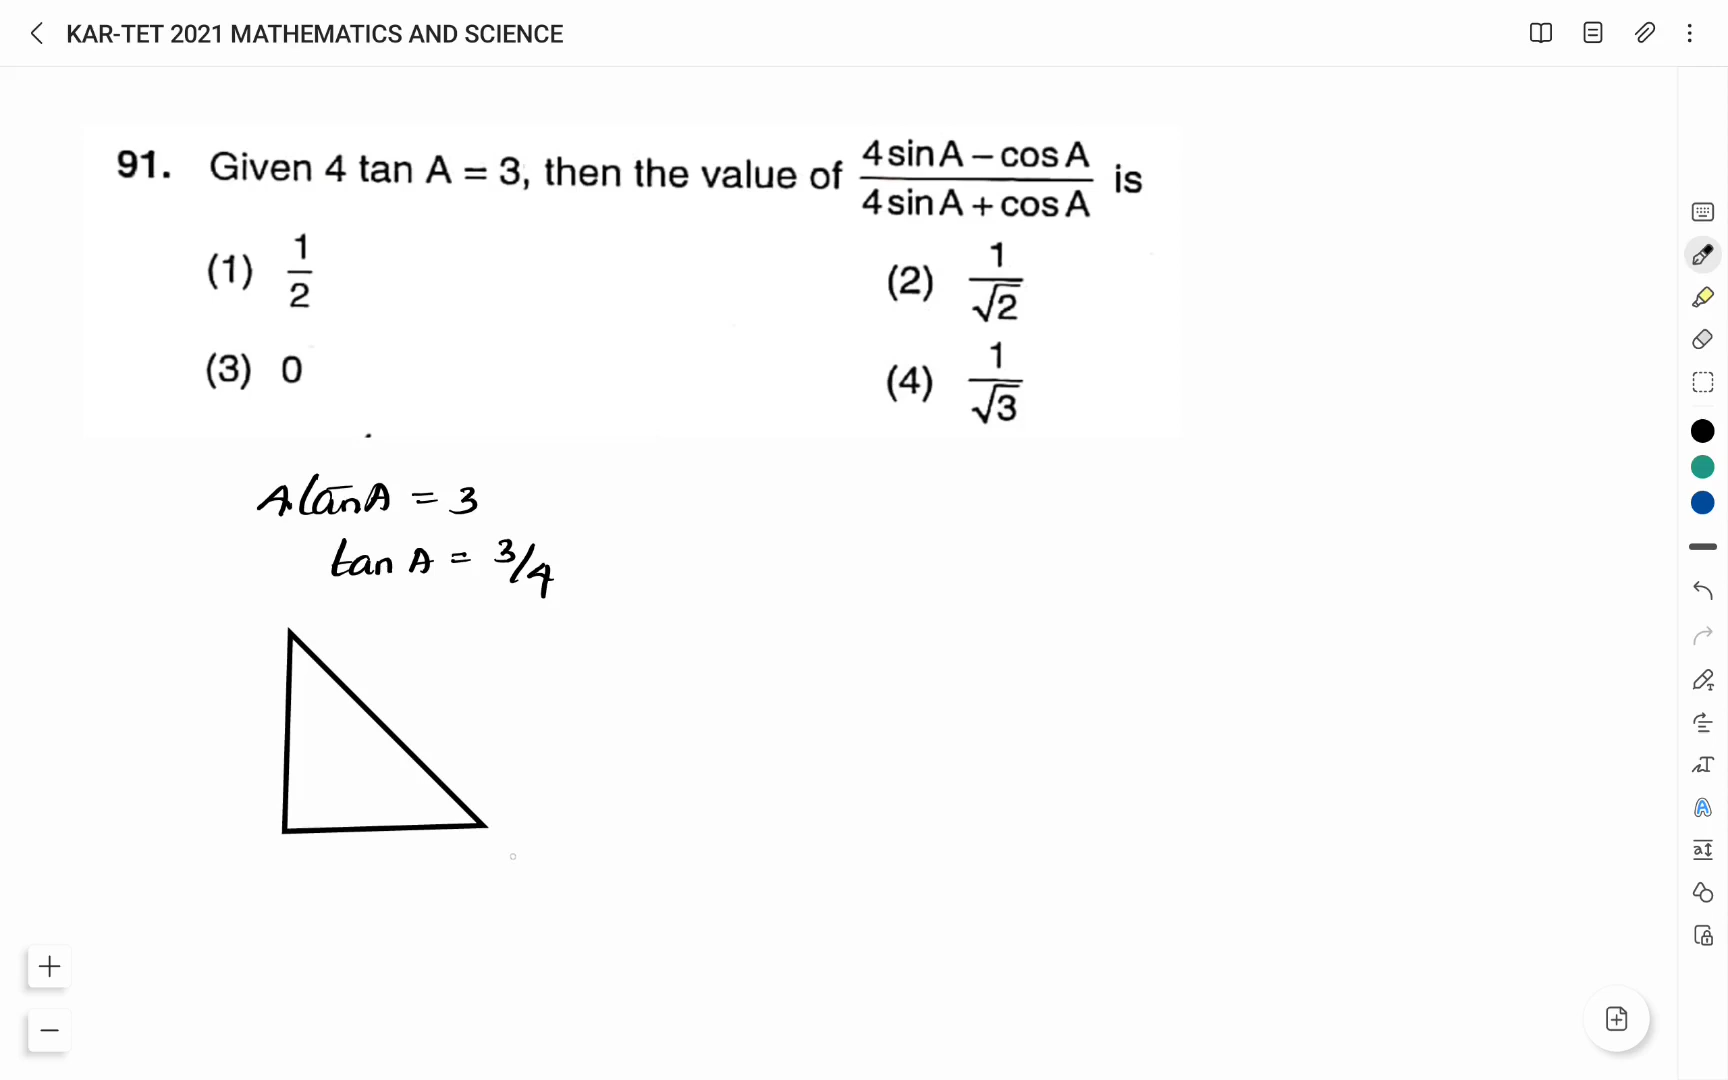 KAR-TET 2021 MATHEMATICS AND SCIENCE
91. Given 4 tan A = 3, then the value of (4 sin A − cos A)/(4 sin A + cos A) is
(1) 1/2
(2) 1/√2
(3) 0
(4) 1/√3
4 tan A = 3
tan A = 3/4